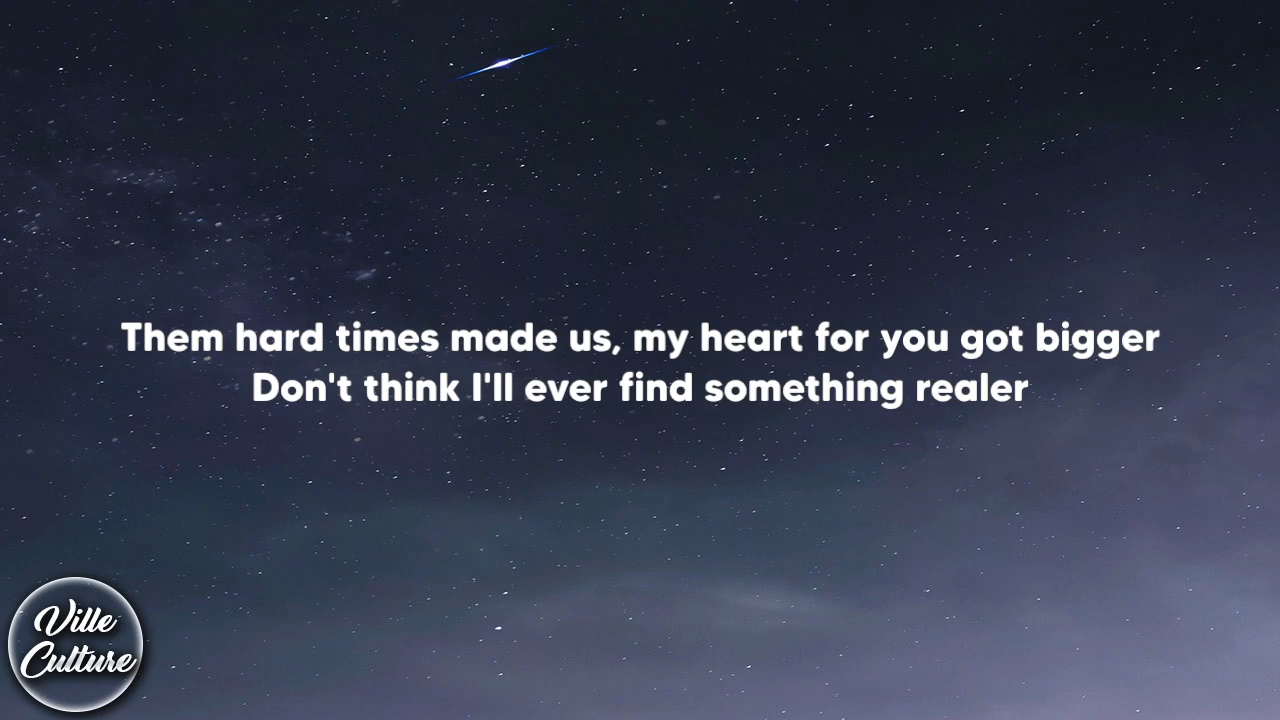 Them hard times made us, my heart for you got bigger
Don't think I'll ever find something realer
Ville
Culture